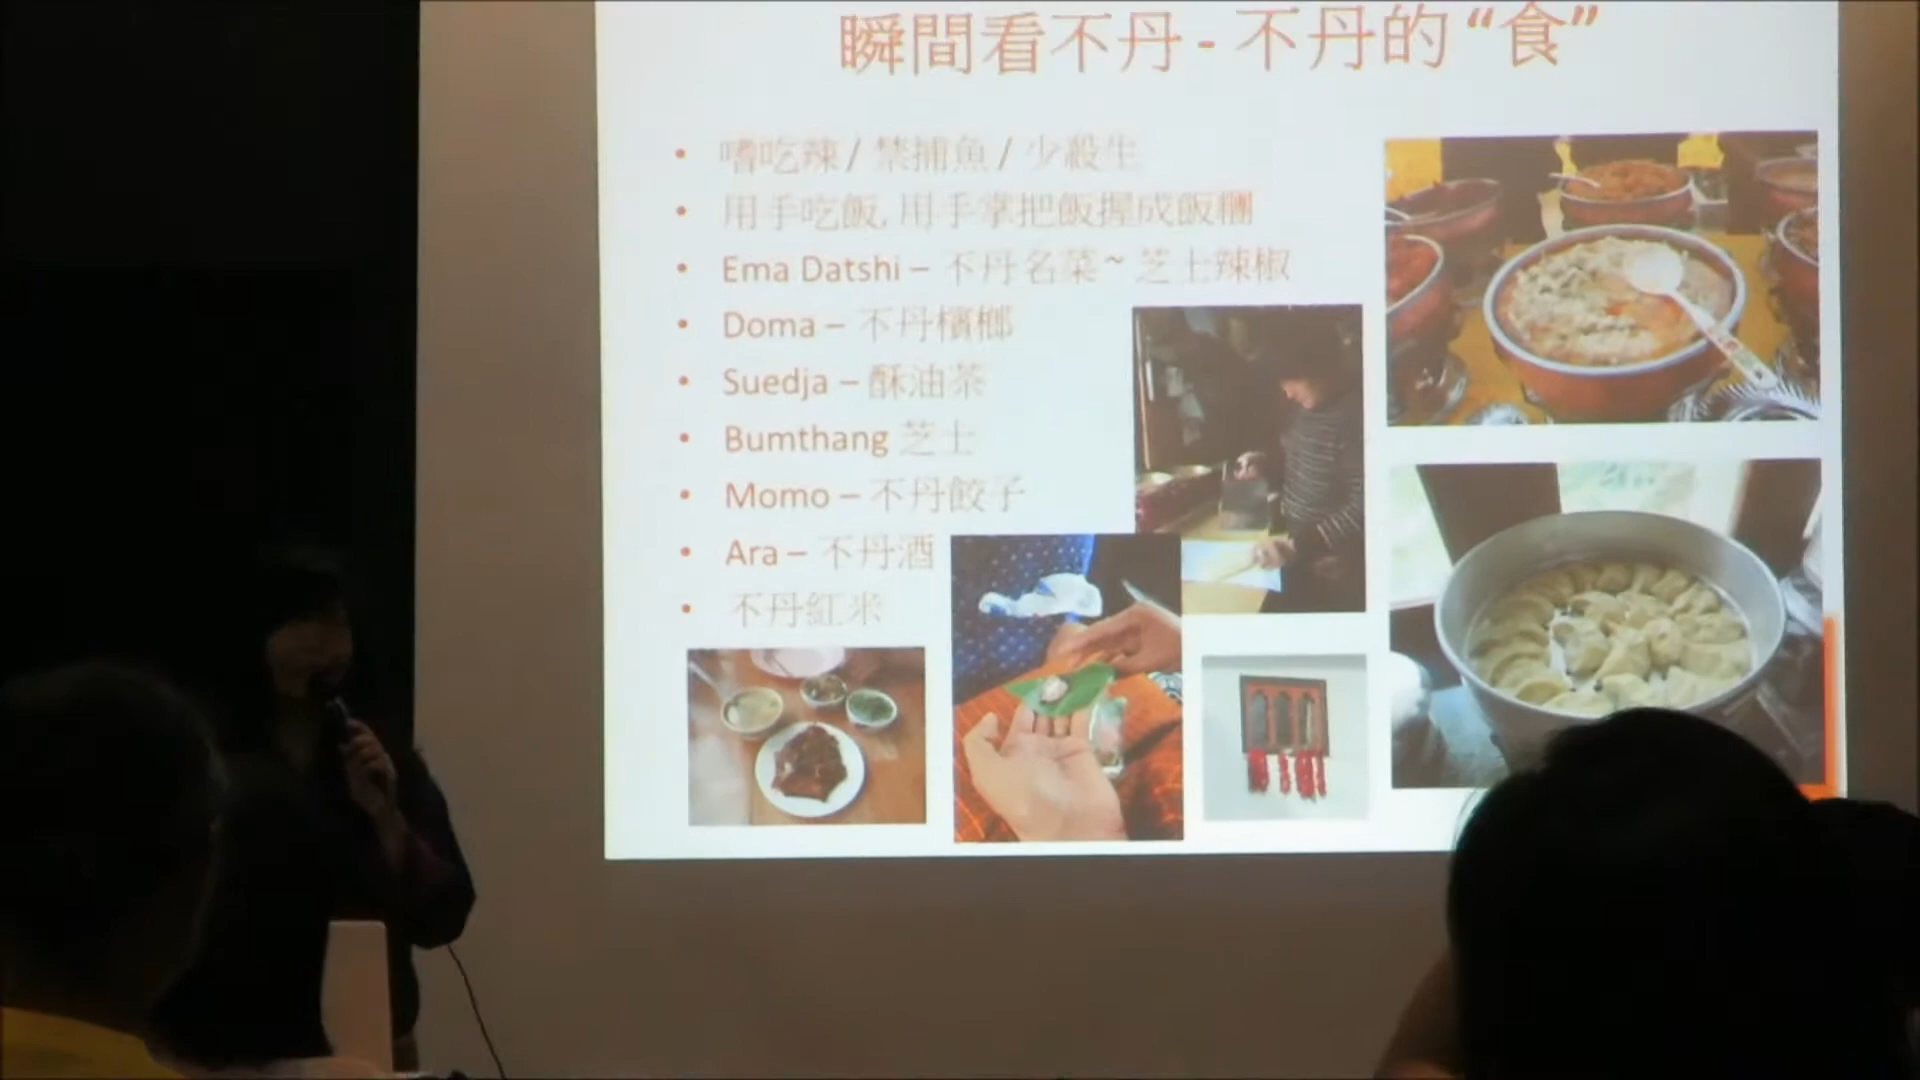 瞬間看不丹 - 不丹的 “食”
• 嗜吃辣 / 禁捕魚 / 少殺生
• 用手吃飯, 用手掌把飯握成飯糰
• Ema Datshi – 不丹名菜 ~ 芝士辣椒
• Doma – 不丹檳榔
• Suedja – 酥油茶
• Bumthang 芝士
• Momo – 不丹餃子
• Ara – 不丹酒
• 不丹紅米